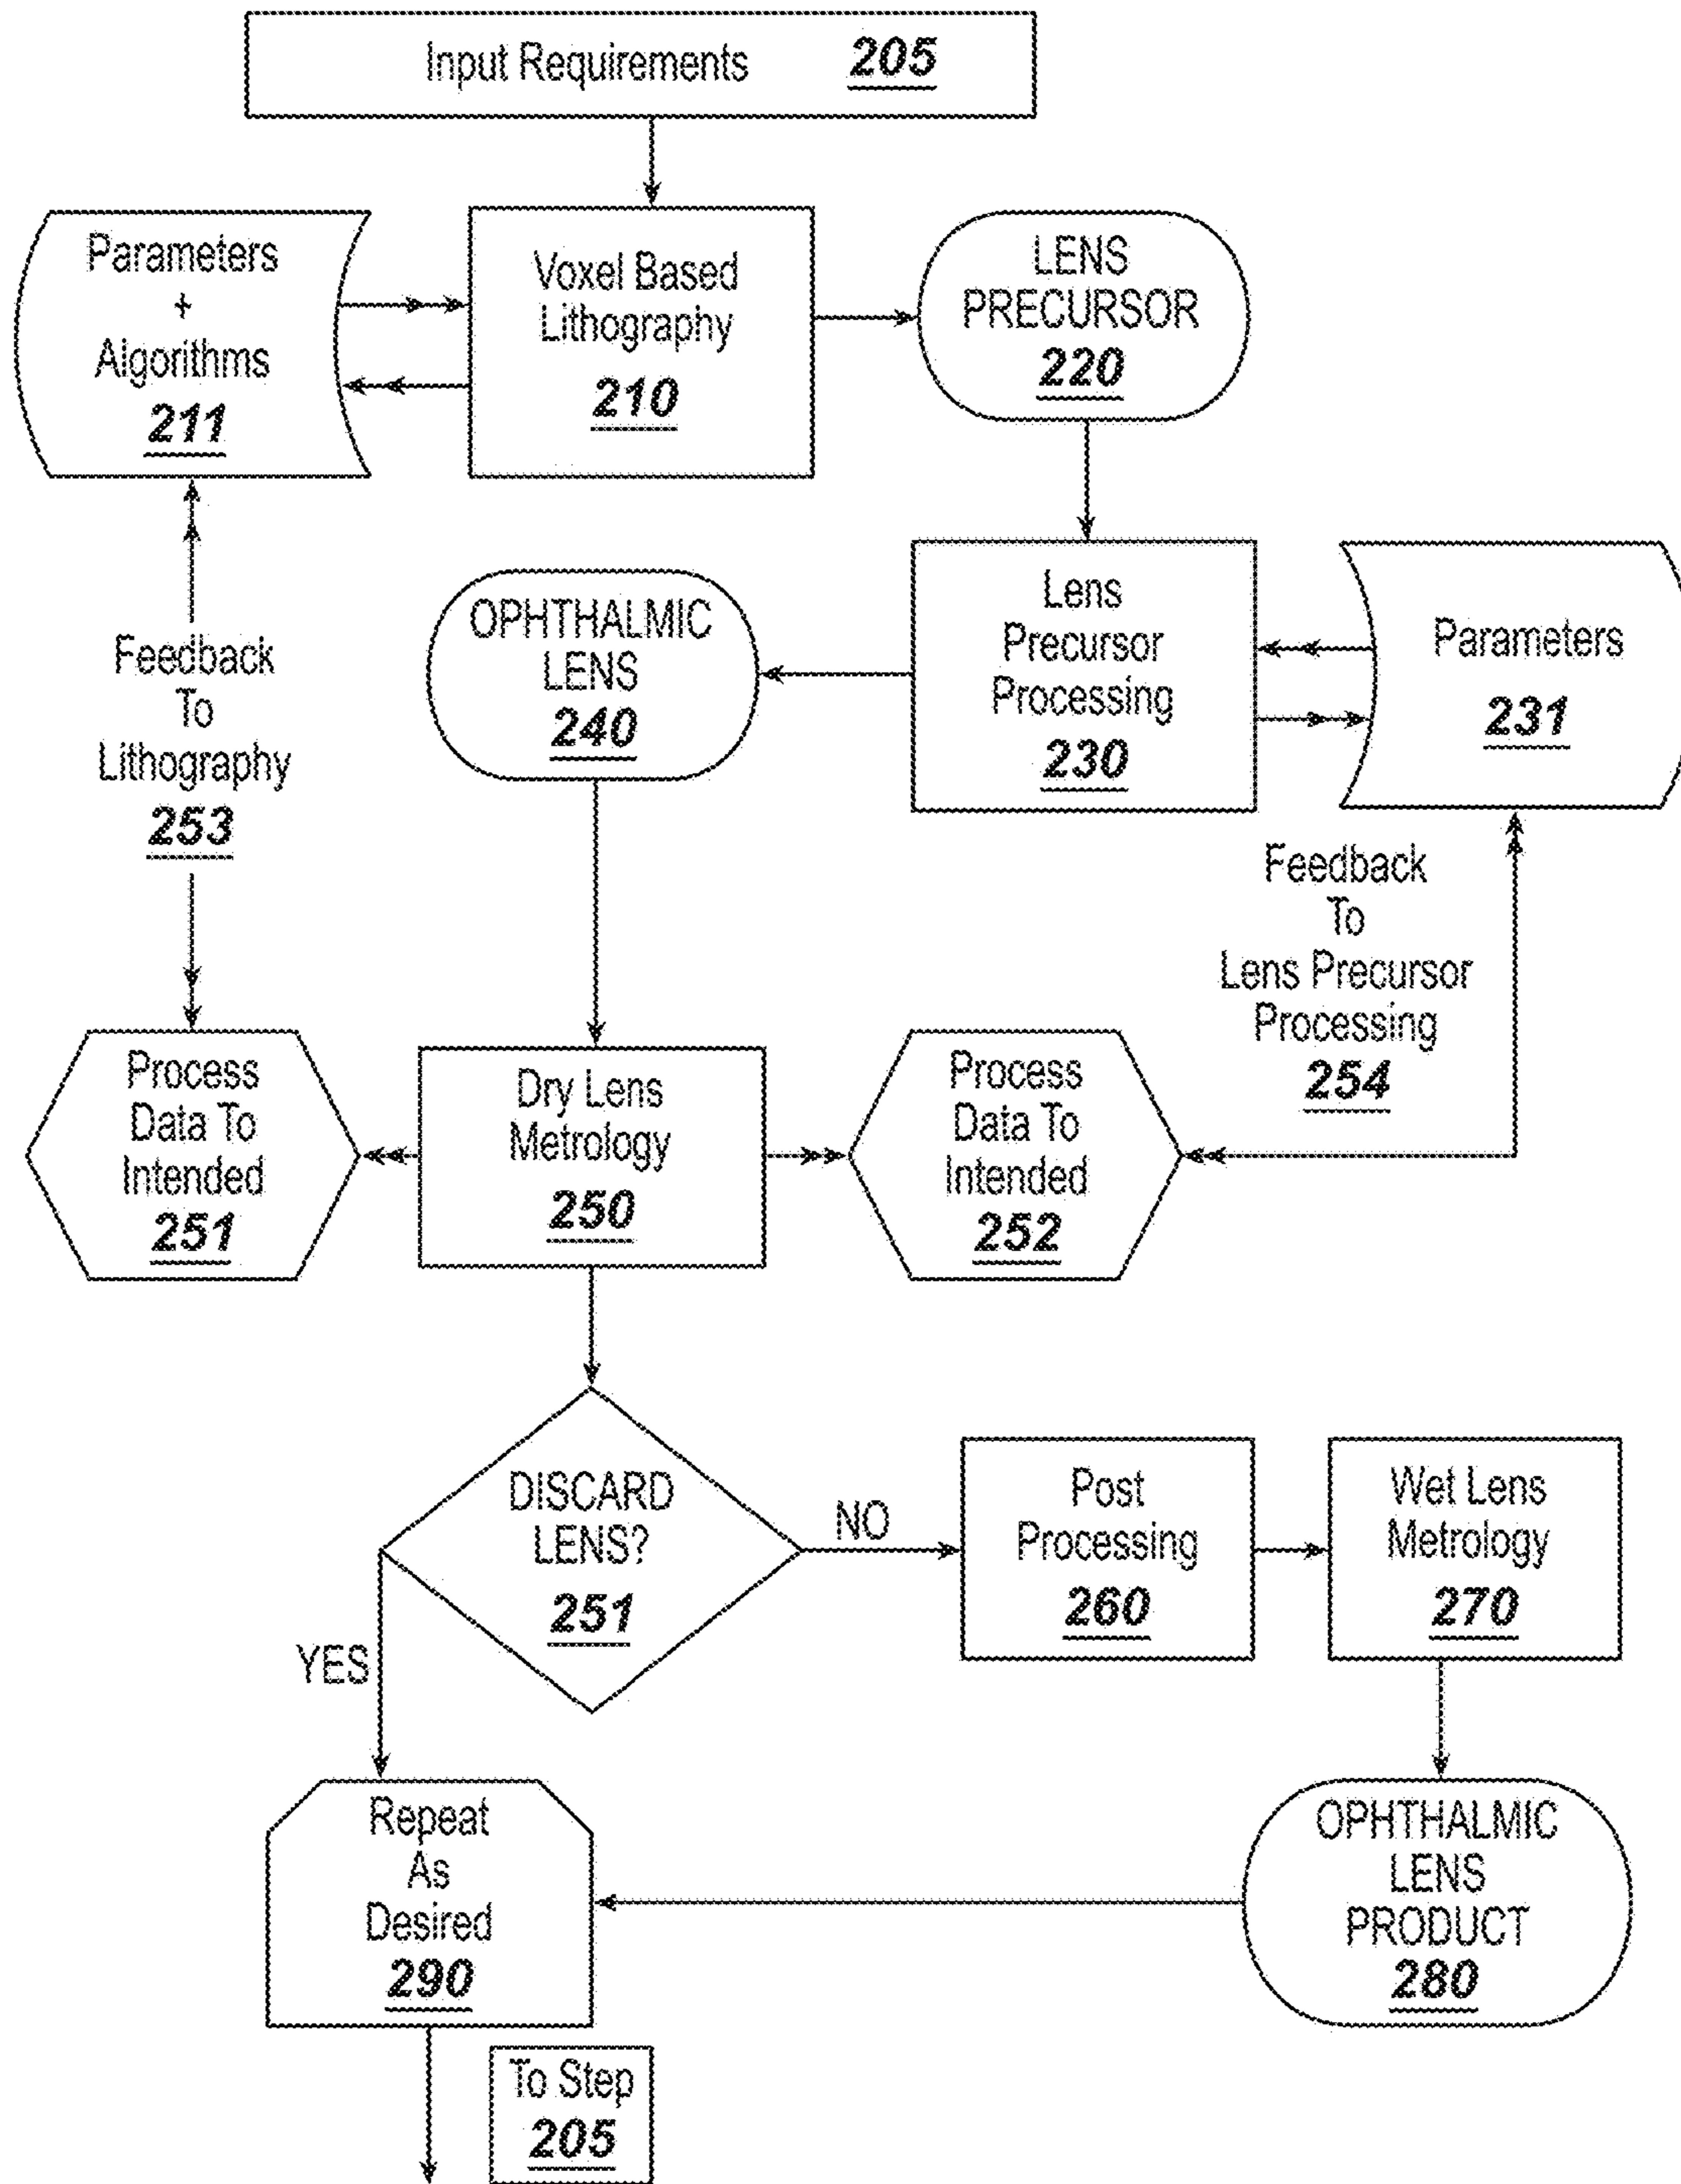 Input Requirements 205
Parameters
+
Algorithms
211
Voxel Based
Lithography
210
LENS
PRECURSOR
220
Feedback
To
Lithography
253
OPHTHALMIC
LENS
240
Lens
Precursor
Processing
230
Parameters
231
Feedback
To
Lens Precursor
Processing
254
Process
Data To
Intended
251
Dry Lens
Metrology
250
Process
Data To
Intended
252
DISCARD
LENS?
251
NO
YES
Post
Processing
260
Wet Lens
Metrology
270
Repeat
As
Desired
290
OPHTHALMIC
LENS
PRODUCT
280
To Step
205